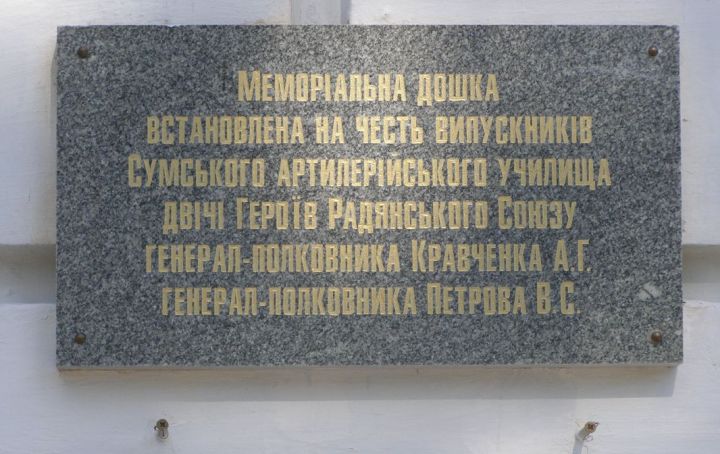 Меморіальна дошка
встановлена на честь випускників
Сумського артилерійського училища
двічі Героїв Радянського Союзу
генерал-полковника Кравченка А.Г.
генерал-полковника Петрова В.С.